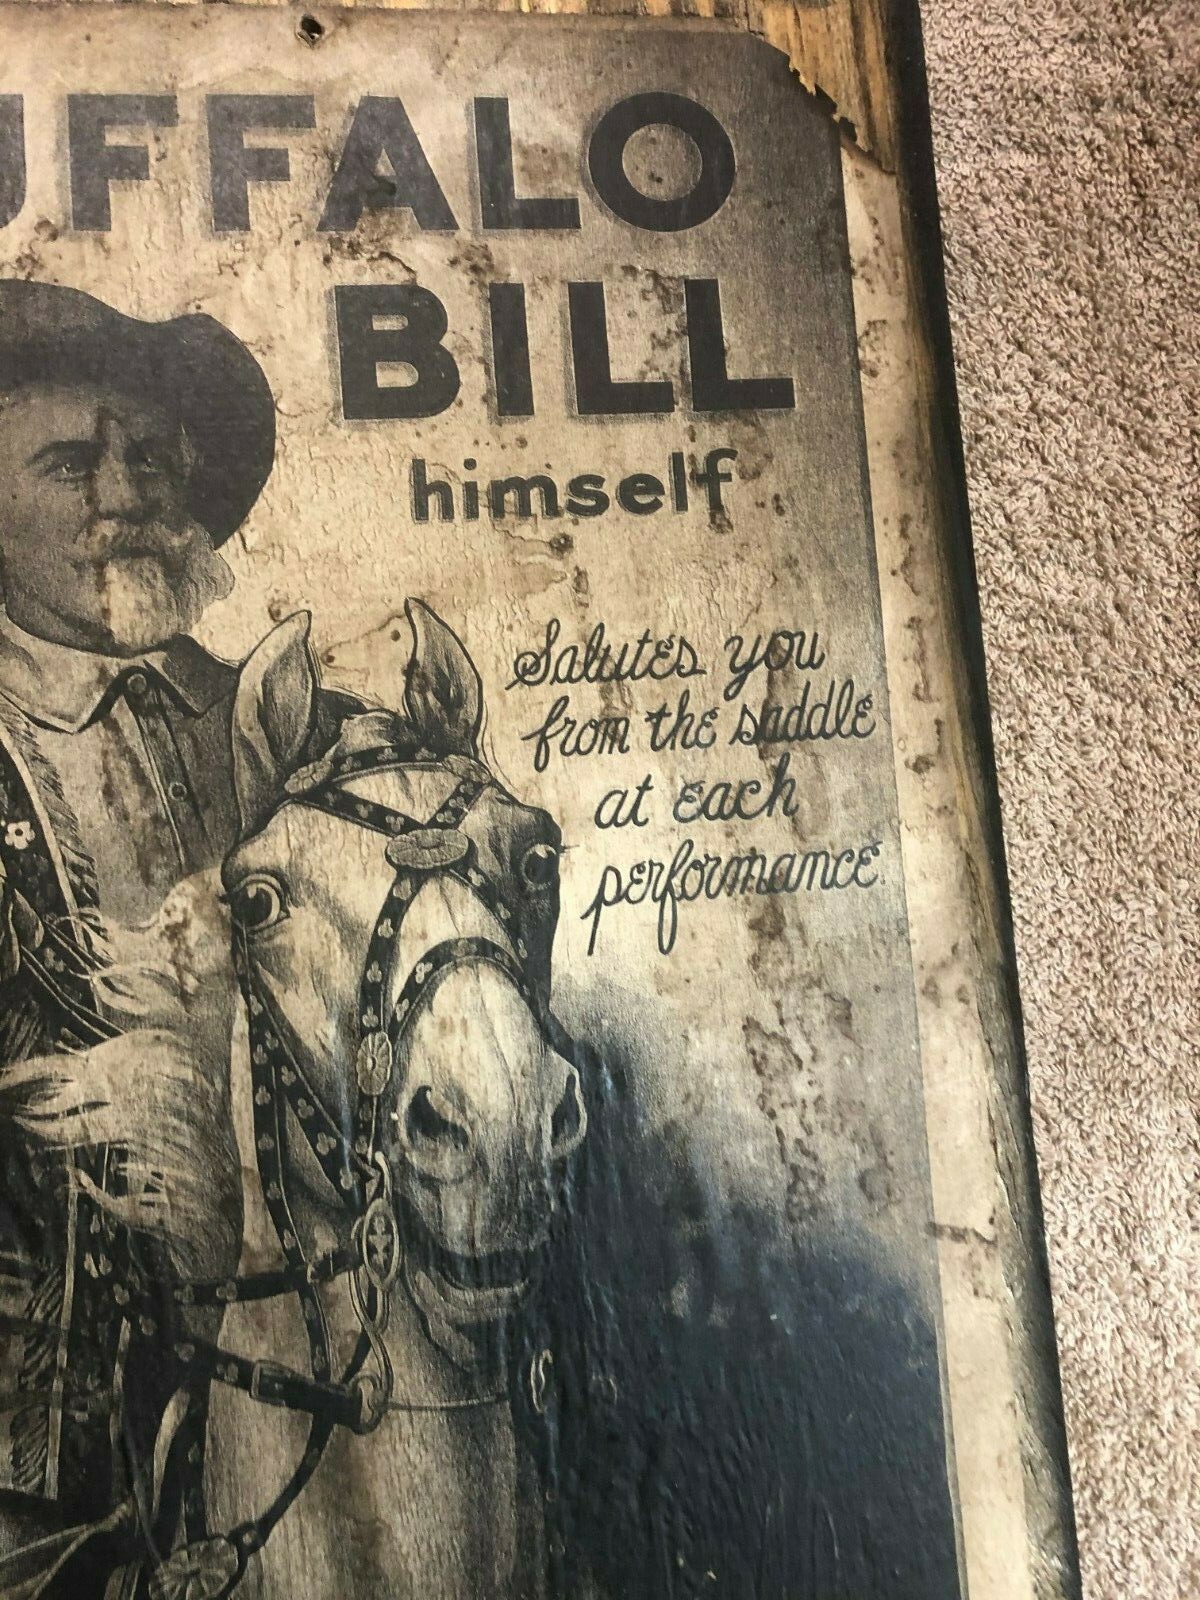 UFFALO
BILL
himself
Salutes you
from the saddle
at each
performance.